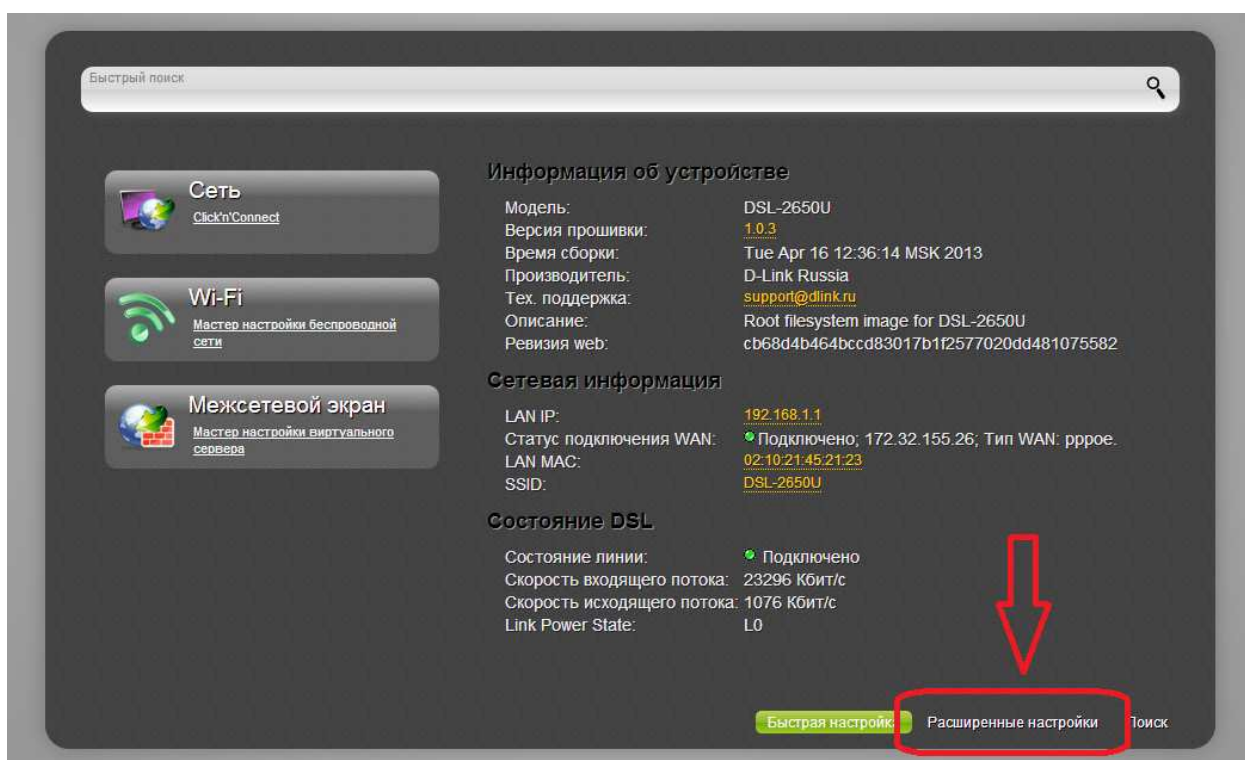 Быстрый поиск
Сеть
Click'n'Connect
Wi-Fi
Мастер настройки беспроводной
сети
Межсетевой экран
Мастер настройки виртуального
сервера
Информация об устройстве
Модель: DSL-2650U
Версия прошивки: 1.0.3
Время сборки: Tue Apr 16 12:36:14 MSK 2013
Производитель: D-Link Russia
Тех. поддержка: support@dlink.ru
Описание: Root filesystem image for DSL-2650U
Ревизия web: cb68d4b464bccd83017b1f2577020dd481075582
Сетевая информация
LAN IP: 192.168.1.1
Статус подключения WAN: Подключено; 172.32.155.26; Тип WAN: pppoe.
LAN MAC: 02:10:21:45:21:23
SSID: DSL-2650U
Состояние DSL
Состояние линии: Подключено
Скорость входящего потока: 23296 Кбит/с
Скорость исходящего потока: 1076 Кбит/с
Link Power State: L0
Быстрая настройка Расширенные настройки Поиск